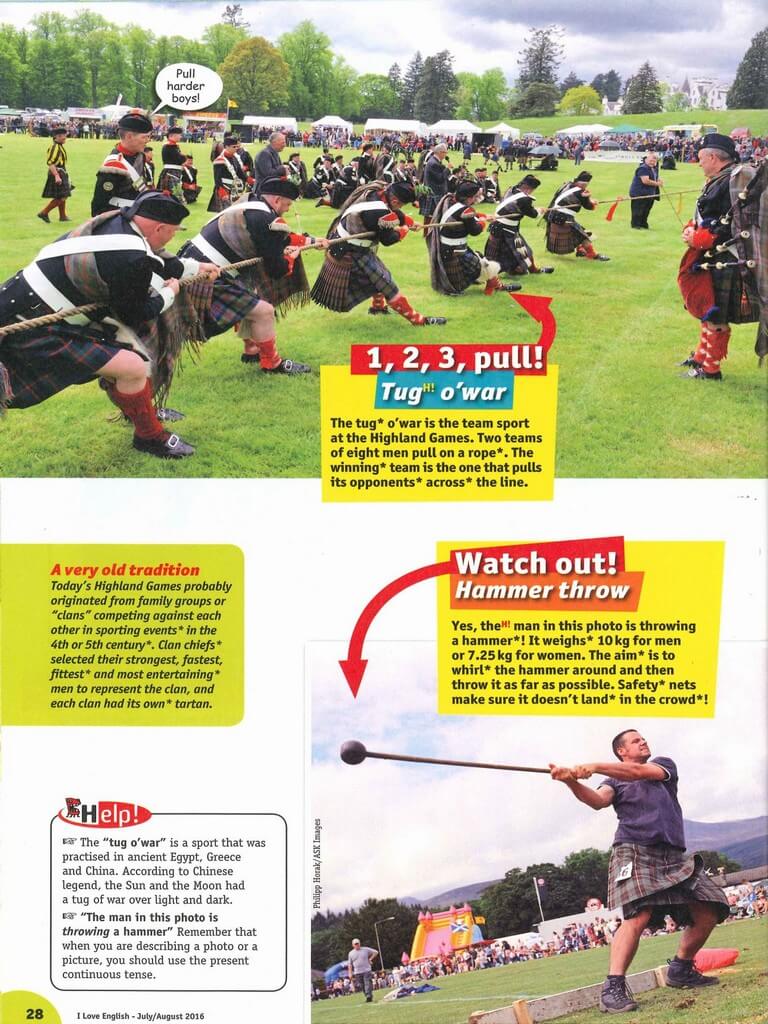 Pull
harder
boys!
1, 2, 3, pull!
Tug H! o'war
The tug* o'war is the team sport
at the Highland Games. Two teams
of eight men pull on a rope*. The
winning* team is the one that pulls
its opponents* across* the line.
A very old tradition
Today's Highland Games probably
originated from family groups or
"clans" competing against each
other in sporting events* in the
4th or 5th century*. Clan chiefs*
selected their strongest, fastest,
fittest* and most entertaining*
men to represent the clan, and
each clan had its own* tartan.
Watch out!
Hammer throw
Yes, the H! man in this photo is throwing
a hammer*! It weighs* 10 kg for men
or 7.25 kg for women. The aim* is to
whirl* the hammer around and then
throw it as far as possible. Safety* nets
make sure it doesn't land* in the crowd*!
Help!
☞ The "tug o'war" is a sport that was
practised in ancient Egypt, Greece
and China. According to Chinese
legend, the Sun and the Moon had
a tug of war over light and dark.
☞ "The man in this photo is
throwing a hammer" Remember that
when you are describing a photo or a
picture, you should use the present
continuous tense.
Philipp Horak/ASK Images
6
28 I Love English - July/August 2016